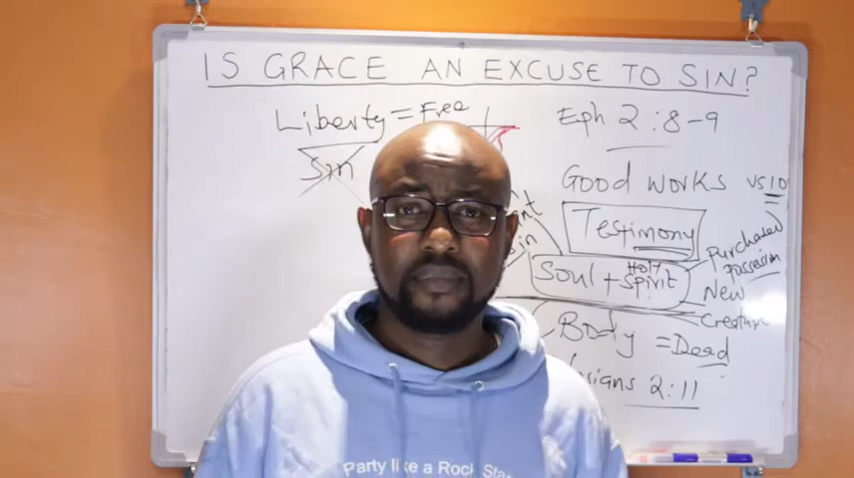 IS GRACE AN EXCUSE TO SIN?
Liberty = Free
Sin
Eph 2:8-9
Good works vs10
Testimony
Soul + Holy Spirit
Purchased
possession
New
Creature
Body = Dead
2:11
Party like a Rock